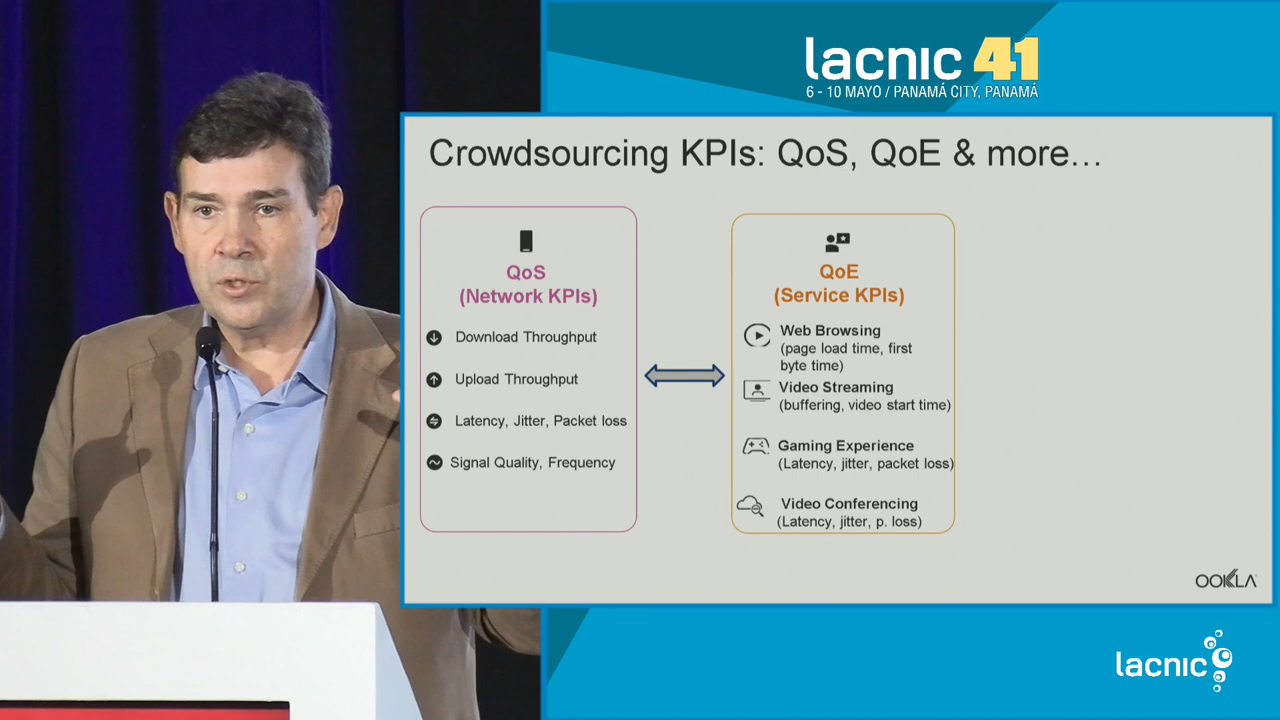 lacnic 41
6 - 10 MAYO / PANAMÁ CITY, PANAMÁ
Crowdsourcing KPIs: QoS, QoE & more…
QoS
(Network KPIs)
Download Throughput
Upload Throughput
Latency, Jitter, Packet loss
Signal Quality, Frequency
QoE
(Service KPIs)
Web Browsing
(page load time, first
byte time)
Video Streaming
(buffering, video start time)
Gaming Experience
(Latency, jitter, packet loss)
Video Conferencing
(Latency, jitter, p. loss)
OOKLA
lacnic